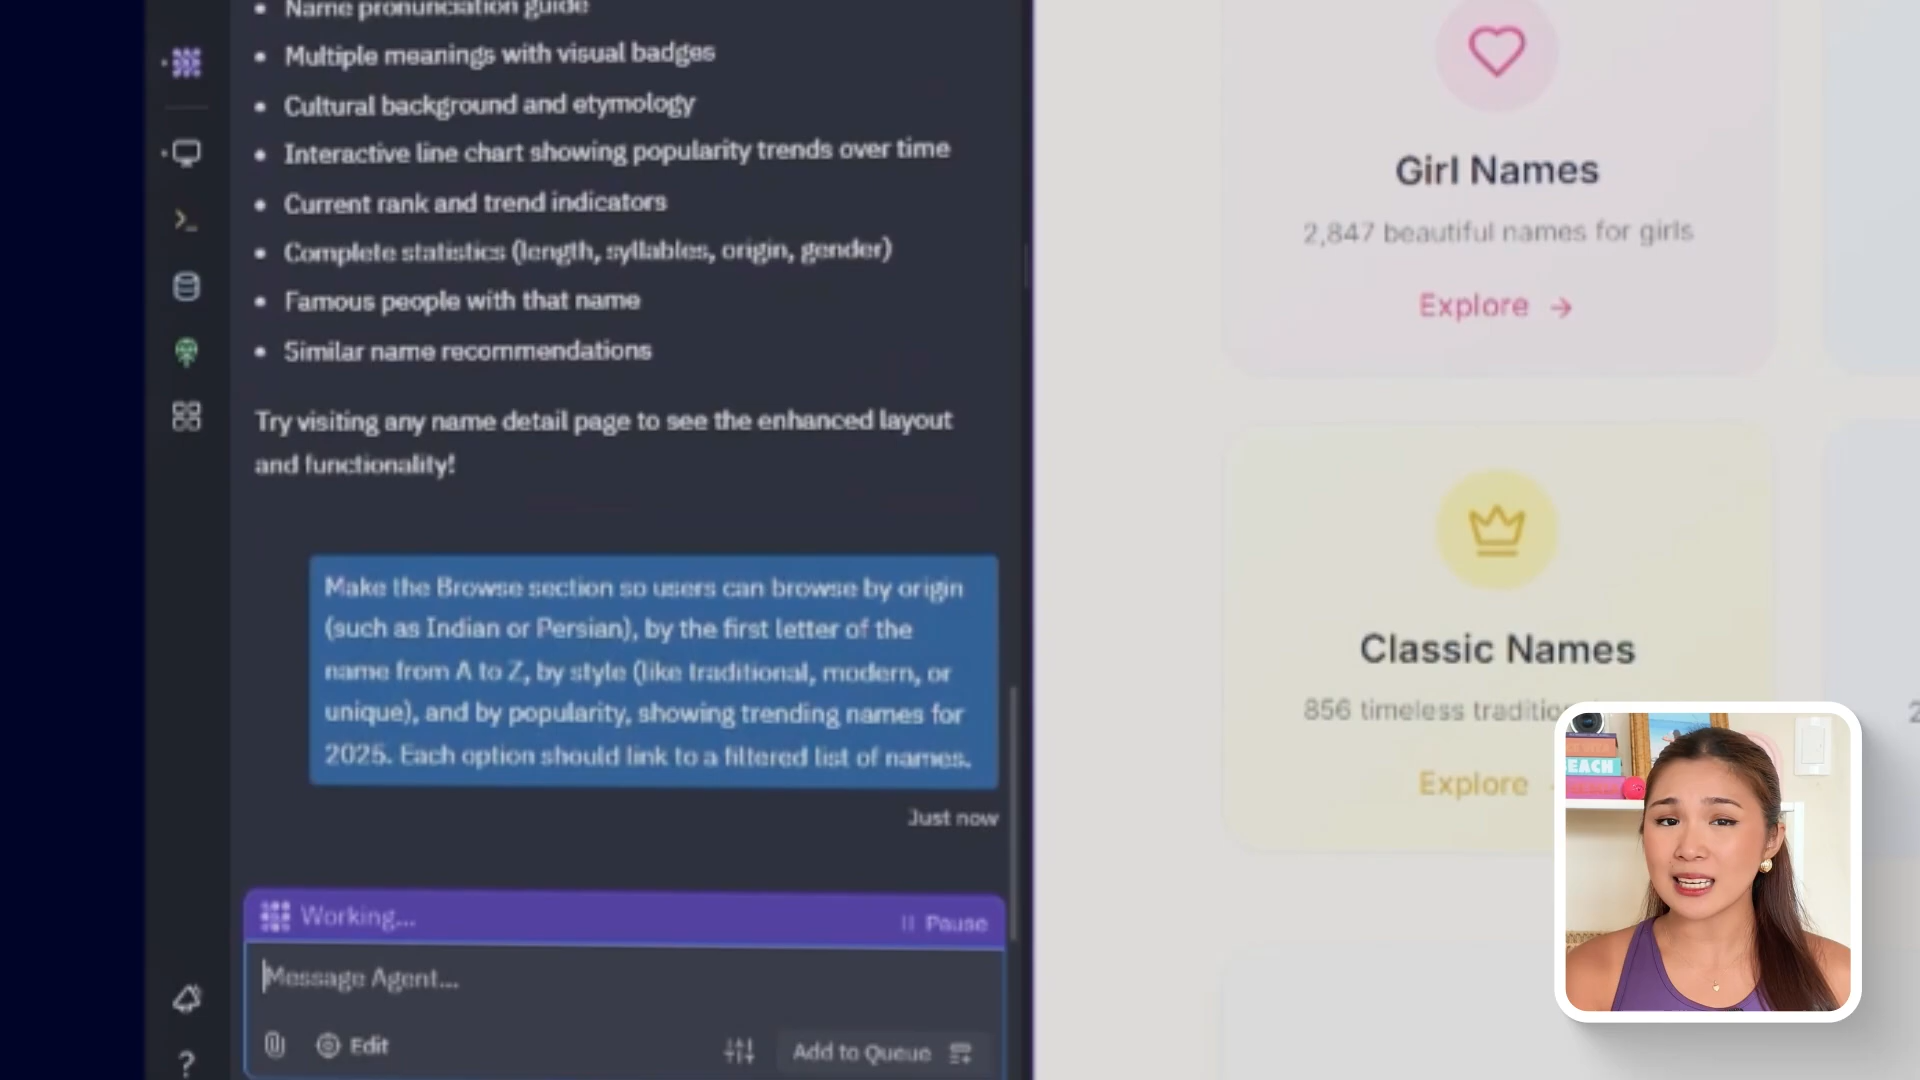 Name pronunciation guide
Multiple meanings with visual badges
Cultural background and etymology
Interactive line chart showing popularity trends over time
Current rank and trend indicators
Complete statistics (length, syllables, origin, gender)
Famous people with that name
Similar name recommendations
Try visiting any name detail page to see the enhanced layout
and functionality!
Make the Browse section so users can browse by origin
(such as Indian or Persian), by the first letter of the
name from A to Z, by style (like traditional, modern, or
unique), and by popularity, showing trending names for
2025. Each option should link to a filtered list of names.
Just now
Working...
Pause
Message Agent...
Edit
Add to Queue
?
Girl Names
2,847 beautiful names for girls
Explore →
Classic Names
856 timeless
Explore
2
BEACH